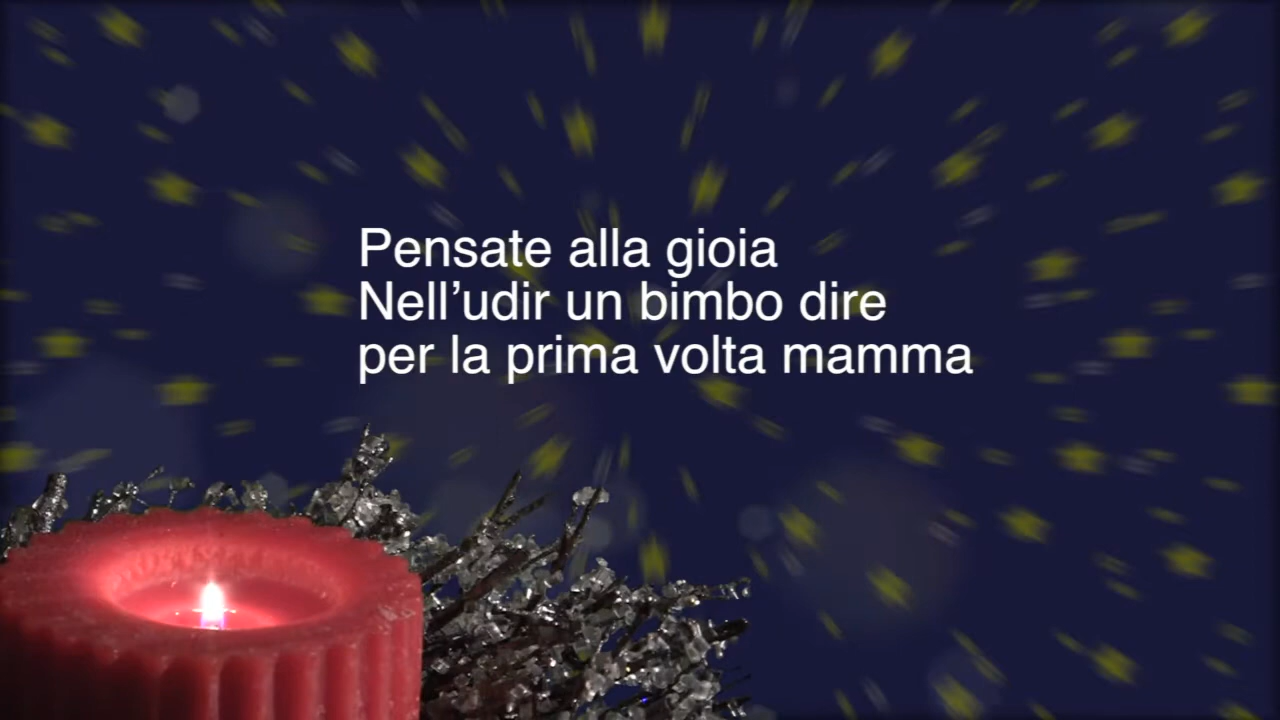 Pensate alla gioia
Nell’udir un bimbo dire
per la prima volta mamma